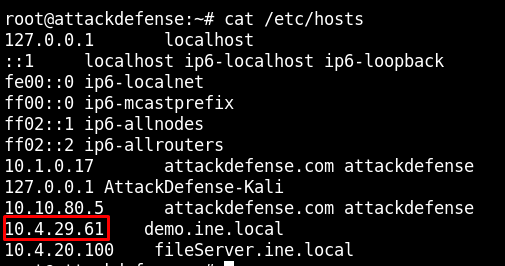 root@attackdefense:~# cat /etc/hosts
127.0.0.1 localhost
::1 localhost ip6-localhost ip6-loopback
fe00::0 ip6-localnet
ff00::0 ip6-mcastprefix
ff02::1 ip6-allnodes
ff02::2 ip6-allrouters
10.1.0.17 attackdefense.com attackdefense
127.0.0.1 AttackDefense-Kali
10.10.80.5 attackdefense.com attackdefense
10.4.29.61 demo.ine.local
10.4.20.100 fileServer.ine.local
root@attackdefense:~#